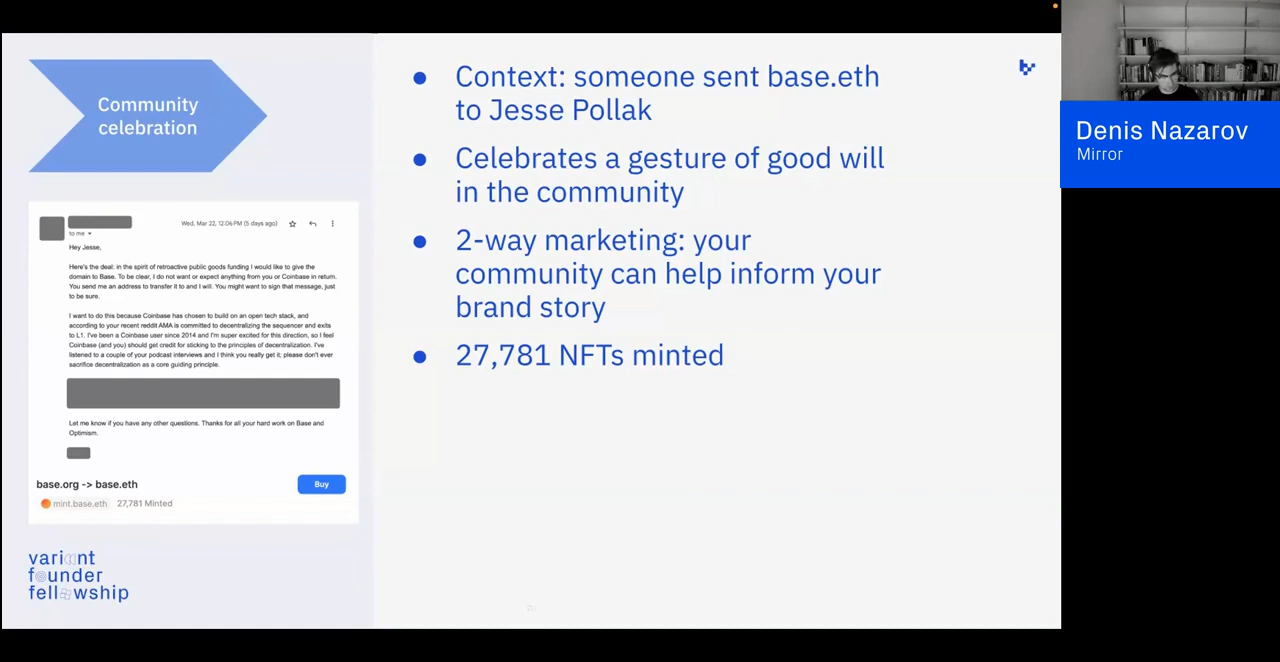 Community
celebration
Wed, Mar 22, 12:06 PM (5 days ago)
to me
Hey Jesse,
Here's the deal: in the spirit of retroactive public goods funding I would like to give the
domain to Base. To be clear, I do not want or expect anything from you or Coinbase in return.
You send me an address to transfer it to and I will. You might want to sign that message, just
to be sure.
I want to do this because Coinbase has chosen to build on an open tech stack, and
according to your recent reddit AMA is committed to decentralizing the sequencer and exits
to L1. I've been a Coinbase user since 2014 and I'm super excited for this direction, so I feel
Coinbase (and you) should get credit for sticking to the principles of decentralization. I've
listened to a couple of your podcast interviews and I think you really get it; please don't ever
sacrifice decentralization as a core guiding principle.
Let me know if you have any other questions. Thanks for all your hard work on Base and
Optimism.
base.org -> base.eth
Buy
mint.base.eth 27,781 Minted
variant
founder
fellowship
● Context: someone sent base.eth
to Jesse Pollak
● Celebrates a gesture of good will
in the community
● 2-way marketing: your
community can help inform your
brand story
● 27,781 NFTs minted
Denis Nazarov
Mirror